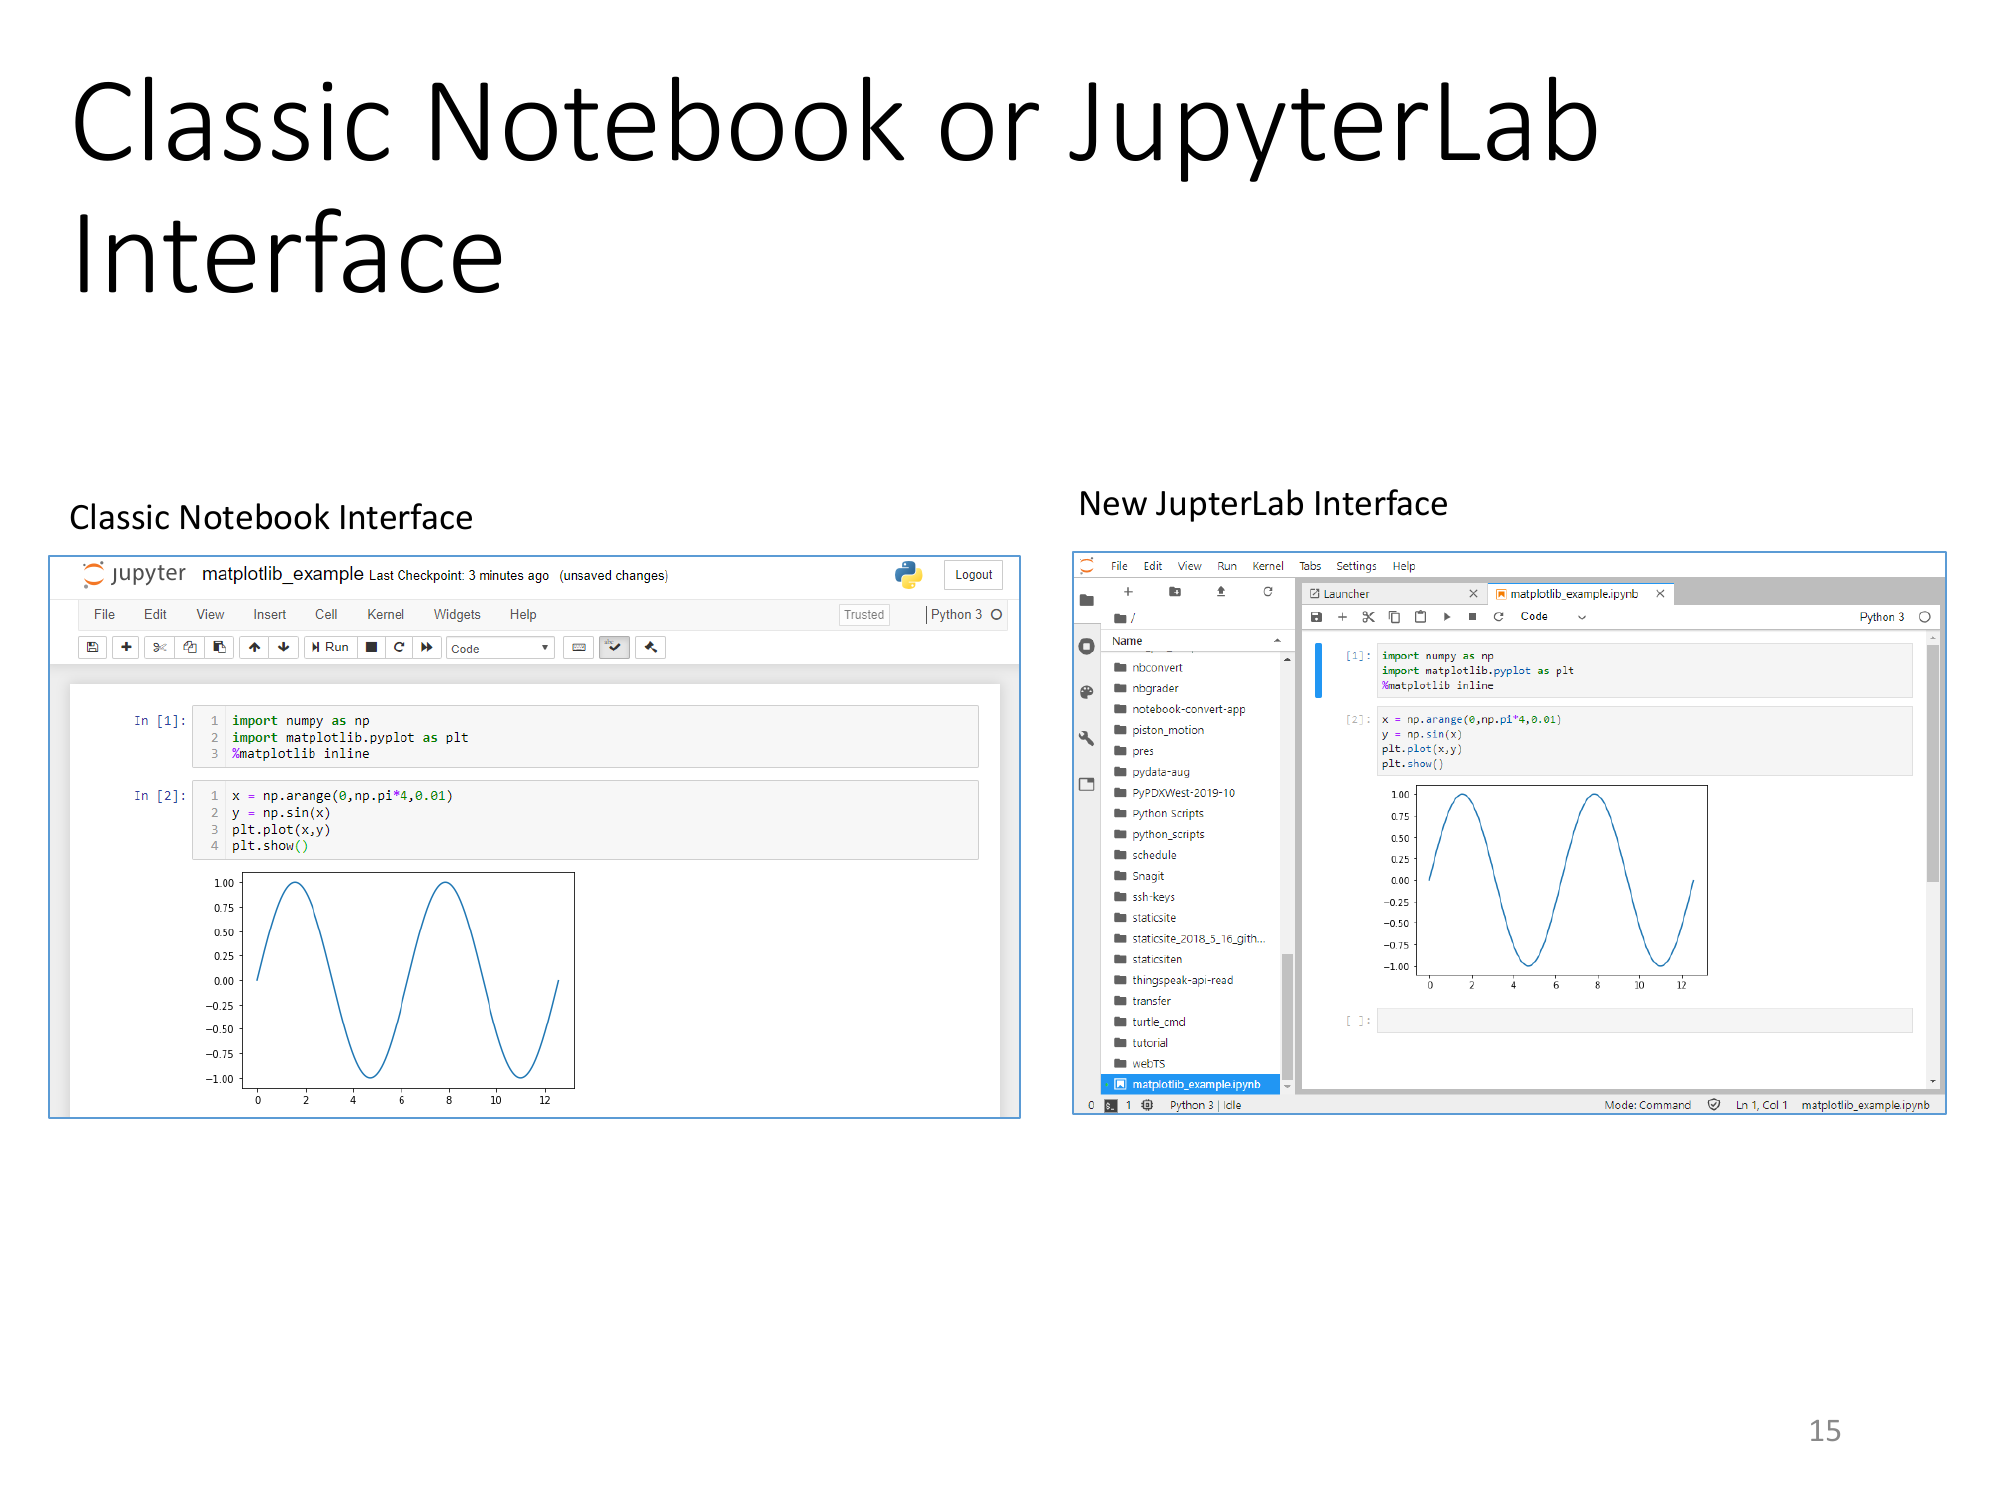 Classic Notebook or JupyterLab
Interface
Classic Notebook Interface
jupyter matplotlib_example Last Checkpoint: 3 minutes ago (unsaved changes)
Logout
File Edit View Insert Cell Kernel Widgets Help
Trusted
Python 3
Run
Code
In [1]:
1 import numpy as np
2 import matplotlib.pyplot as plt
3 %matplotlib inline
In [2]:
1 x = np.arange(0,np.pi*4,0.01)
2 y = np.sin(x)
3 plt.plot(x,y)
4 plt.show()
1.00
0.75
0.50
0.25
0.00
−0.25
−0.50
−0.75
−1.00
0 2 4 6 8 10 12
New JupterLab Interface
File Edit View Run Kernel Tabs Settings Help
/
Name
nbconvert
nbgrader
notebook-convert-app
piston_motion
pres
pydata-aug
PyPDXWest-2019-10
Python Scripts
python_scripts
schedule
Snagit
ssh-keys
staticsite
staticsite_2018_5_16_gith...
staticsiten
thingspeak-api-read
transfer
turtle_cmd
tutorial
webTS
matplotlib_example.ipynb
Launcher
matplotlib_example.ipynb
Code
Python 3
[1]:
import numpy as np
import matplotlib.pyplot as plt
%matplotlib inline
[2]:
x = np.arange(0,np.pi*4,0.01)
y = np.sin(x)
plt.plot(x,y)
plt.show()
1.00
0.75
0.50
0.25
0.00
−0.25
−0.50
−0.75
−1.00
0 2 4 6 8 10 12
[ ]:
0 1 Python 3 | Idle
Mode: Command Ln 1, Col 1 matplotlib_example.ipynb
15